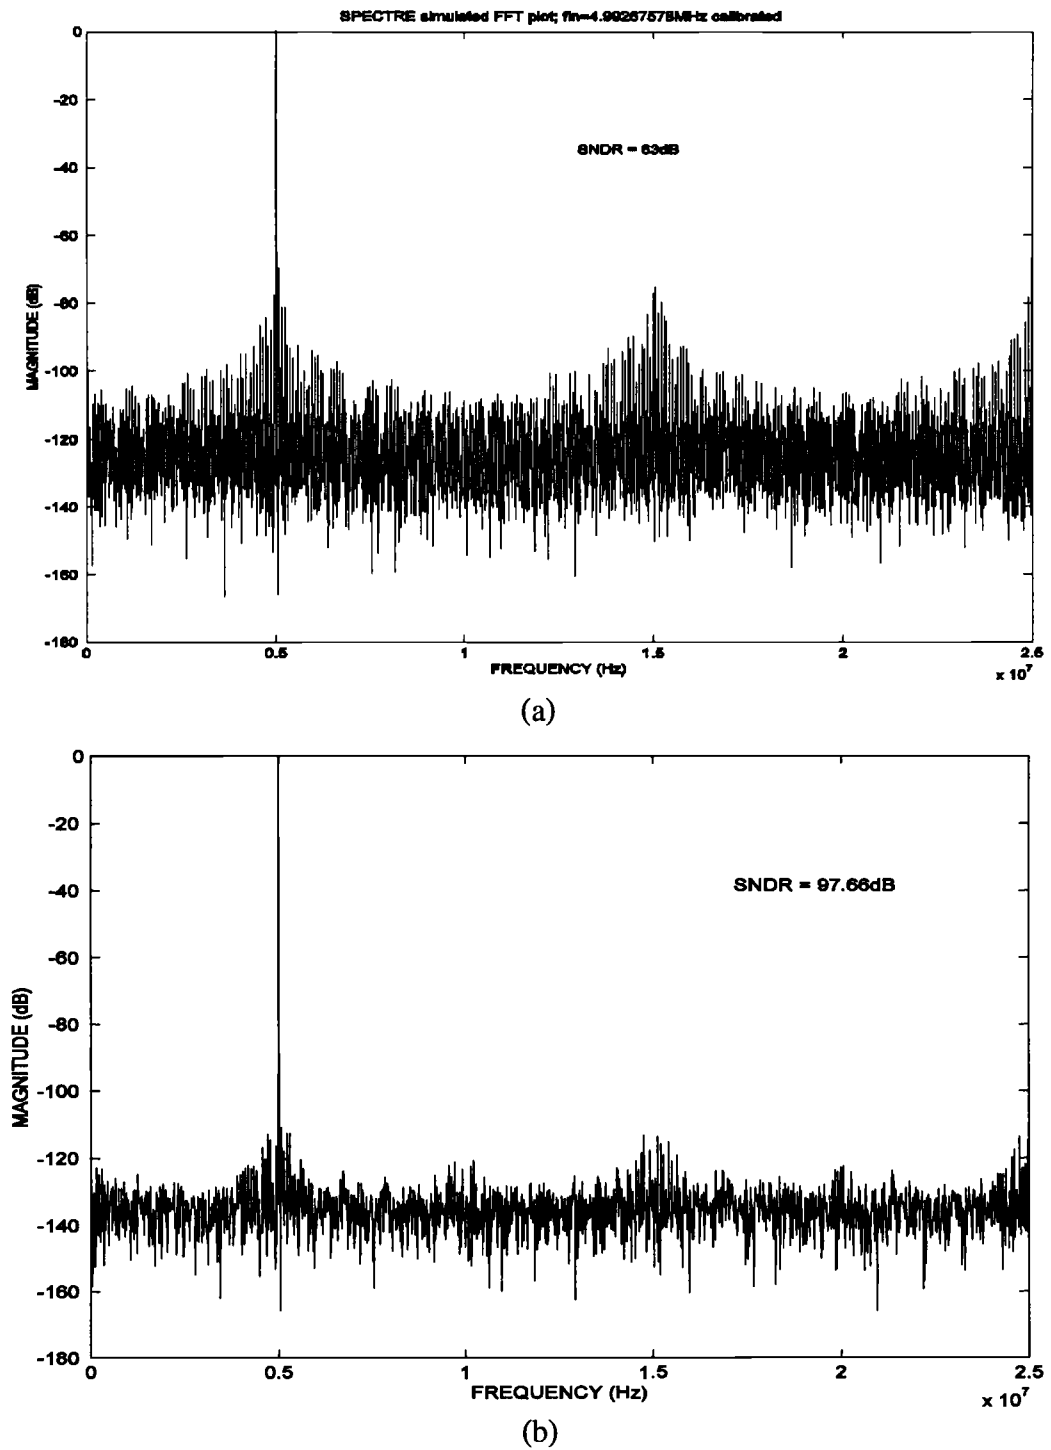 SPECTRE simulated FFT plot; fin=4.99267578MHz calibrated
0
-20
-40
-60
-80
-100
-120
-140
-160
-180
MAGNITUDE (dB)
SNDR = 63dB
0 0.5 1 1.5 2 2.5
FREQUENCY (Hz)
x 10^7
(a)
0
-20
-40
-60
-80
-100
-120
-140
-160
-180
MAGNITUDE (dB)
SNDR = 97.66dB
0 0.5 1 1.5 2 2.5
FREQUENCY (Hz)
x 10^7
(b)